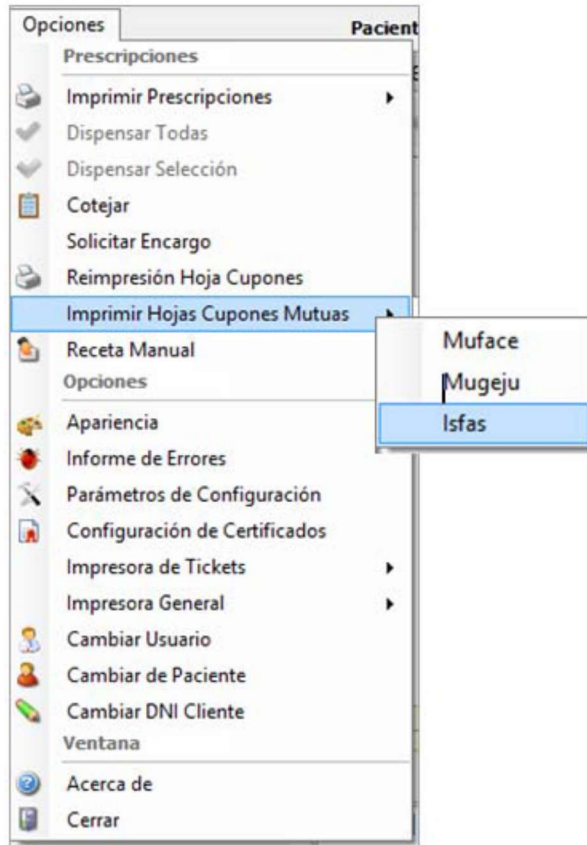 Opciones
Pacient
Prescripciones
Imprimir Prescripciones
Dispensar Todas
Dispensar Selección
Cotejar
Solicitar Encargo
Reimpresión Hoja Cupones
Imprimir Hojas Cupones Mutuas
Muface
Mugeju
Isfas
Receta Manual
Opciones
Apariencia
Informe de Errores
Parámetros de Configuración
Configuración de Certificados
Impresora de Tickets
Impresora General
Cambiar Usuario
Cambiar de Paciente
Cambiar DNI Cliente
Ventana
Acerca de
Cerrar